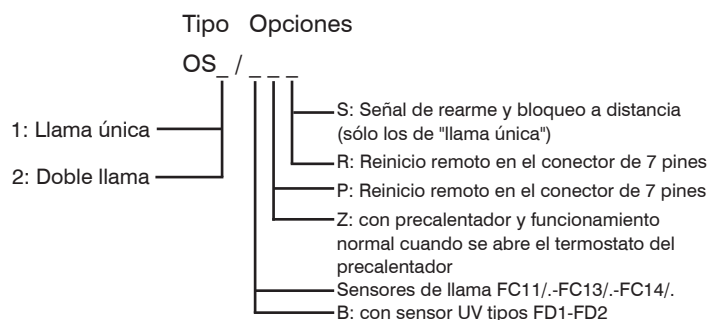 Tipo Opciones
OS_ / _ _ _
1: Llama única
2: Doble llama
S: Señal de rearme y bloqueo a distancia
(sólo los de "llama única")
R: Reinicio remoto en el conector de 7 pines
P: Reinicio remoto en el conector de 7 pines
Z: con precalentador y funcionamiento
normal cuando se abre el termostato del
precalentador
Sensores de llama FC11/.-FC13/.-FC14/.
B: con sensor UV tipos FD1-FD2